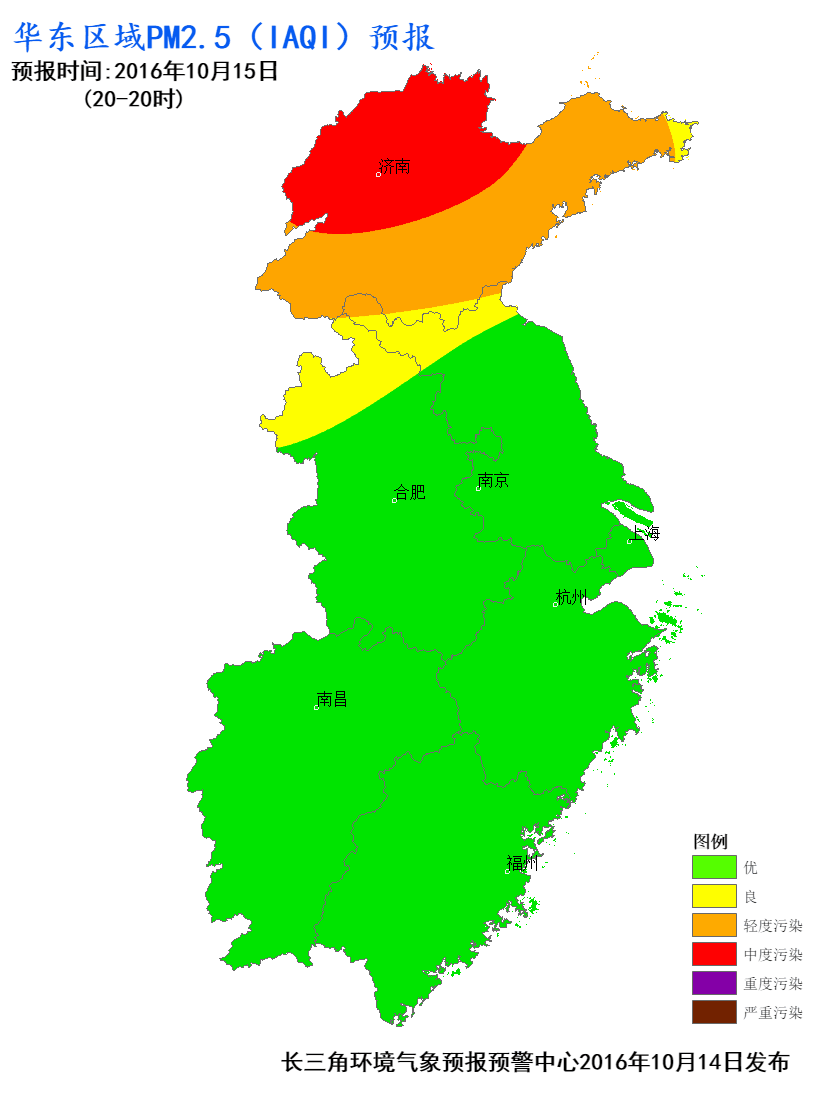 华东区域PM2.5（IAQI）预报
预报时间:2016年10月15日
(20-20时)
济南
南京
合肥
上海
杭州
南昌
福州
图例
优
良
轻度污染
中度污染
重度污染
严重污染
长三角环境气象预报预警中心2016年10月14日发布